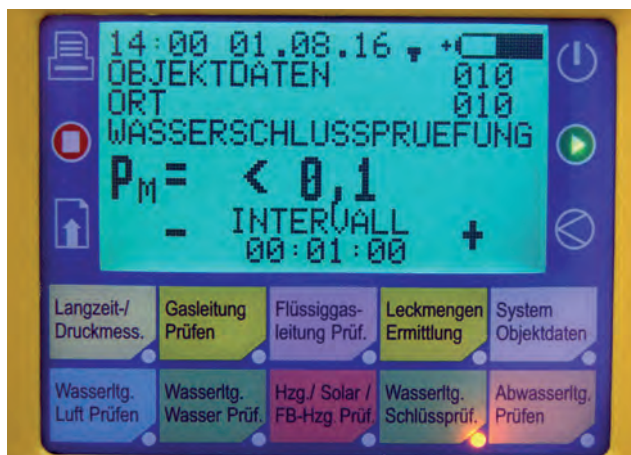 14:00 01.08.16
OBJEKTDATEN 010
ORT 010
WASSERSCHLUSSPRUEFUNG
PM= < 0,1
- INTERVALL +
00:01:00
Langzeit-/
Druckmess.
Gasleitung
Prüfen
Flüssiggas-
leitung Prüf.
Leckmengen
Ermittlung
System
Objektdaten
Wasserltg.
Luft Prüfen
Wasserltg.
Wasser Prüf.
Hzg./ Solar /
FB-Hzg.Prüf.
Wasserltg.
Schlüssprüf.
Abwasserltg.
Prüfen